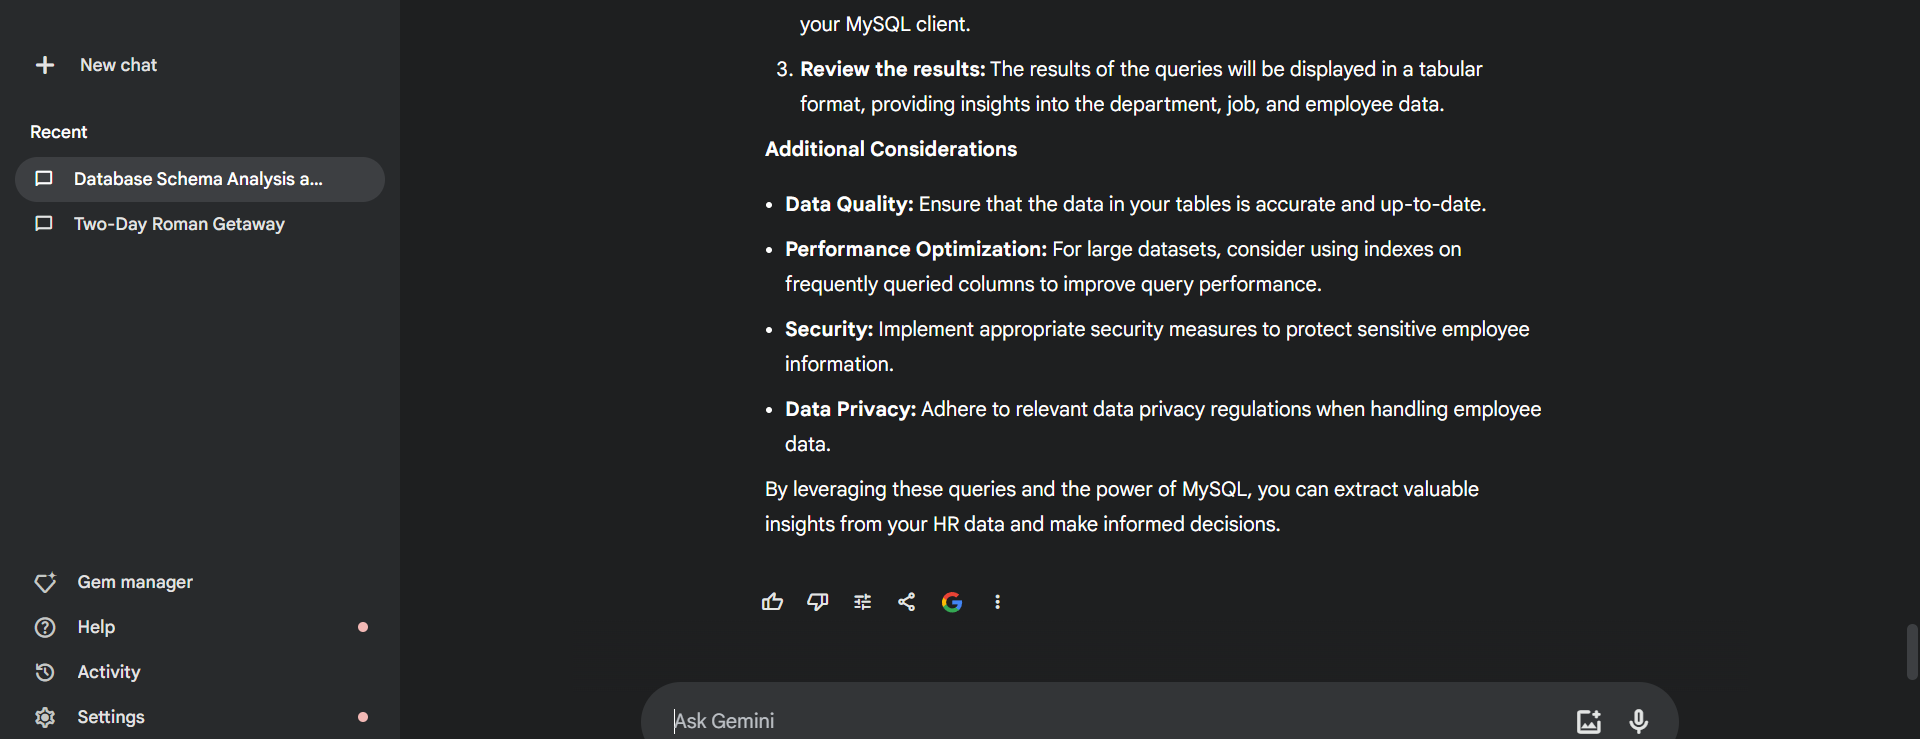 New chat
Recent
Database Schema Analysis a...
Two-Day Roman Getaway
Gem manager
Help
Activity
Settings
your MySQL client.
3. Review the results: The results of the queries will be displayed in a tabular
format, providing insights into the department, job, and employee data.
Additional Considerations
• Data Quality: Ensure that the data in your tables is accurate and up-to-date.
• Performance Optimization: For large datasets, consider using indexes on
frequently queried columns to improve query performance.
• Security: Implement appropriate security measures to protect sensitive employee
information.
• Data Privacy: Adhere to relevant data privacy regulations when handling employee
data.
By leveraging these queries and the power of MySQL, you can extract valuable
insights from your HR data and make informed decisions.
Ask Gemini